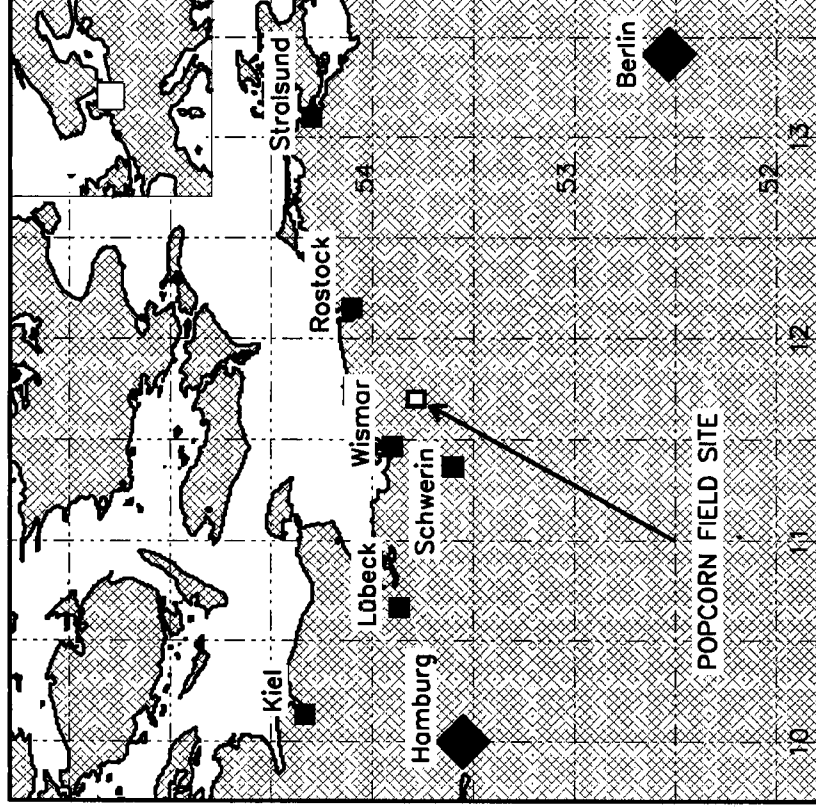 Stralsund
Berlin
54
53
52
13
Rostock
12
Wismar
Schwerin
Lübeck
POPCORN FIELD SITE
11
Kiel
Hamburg
10